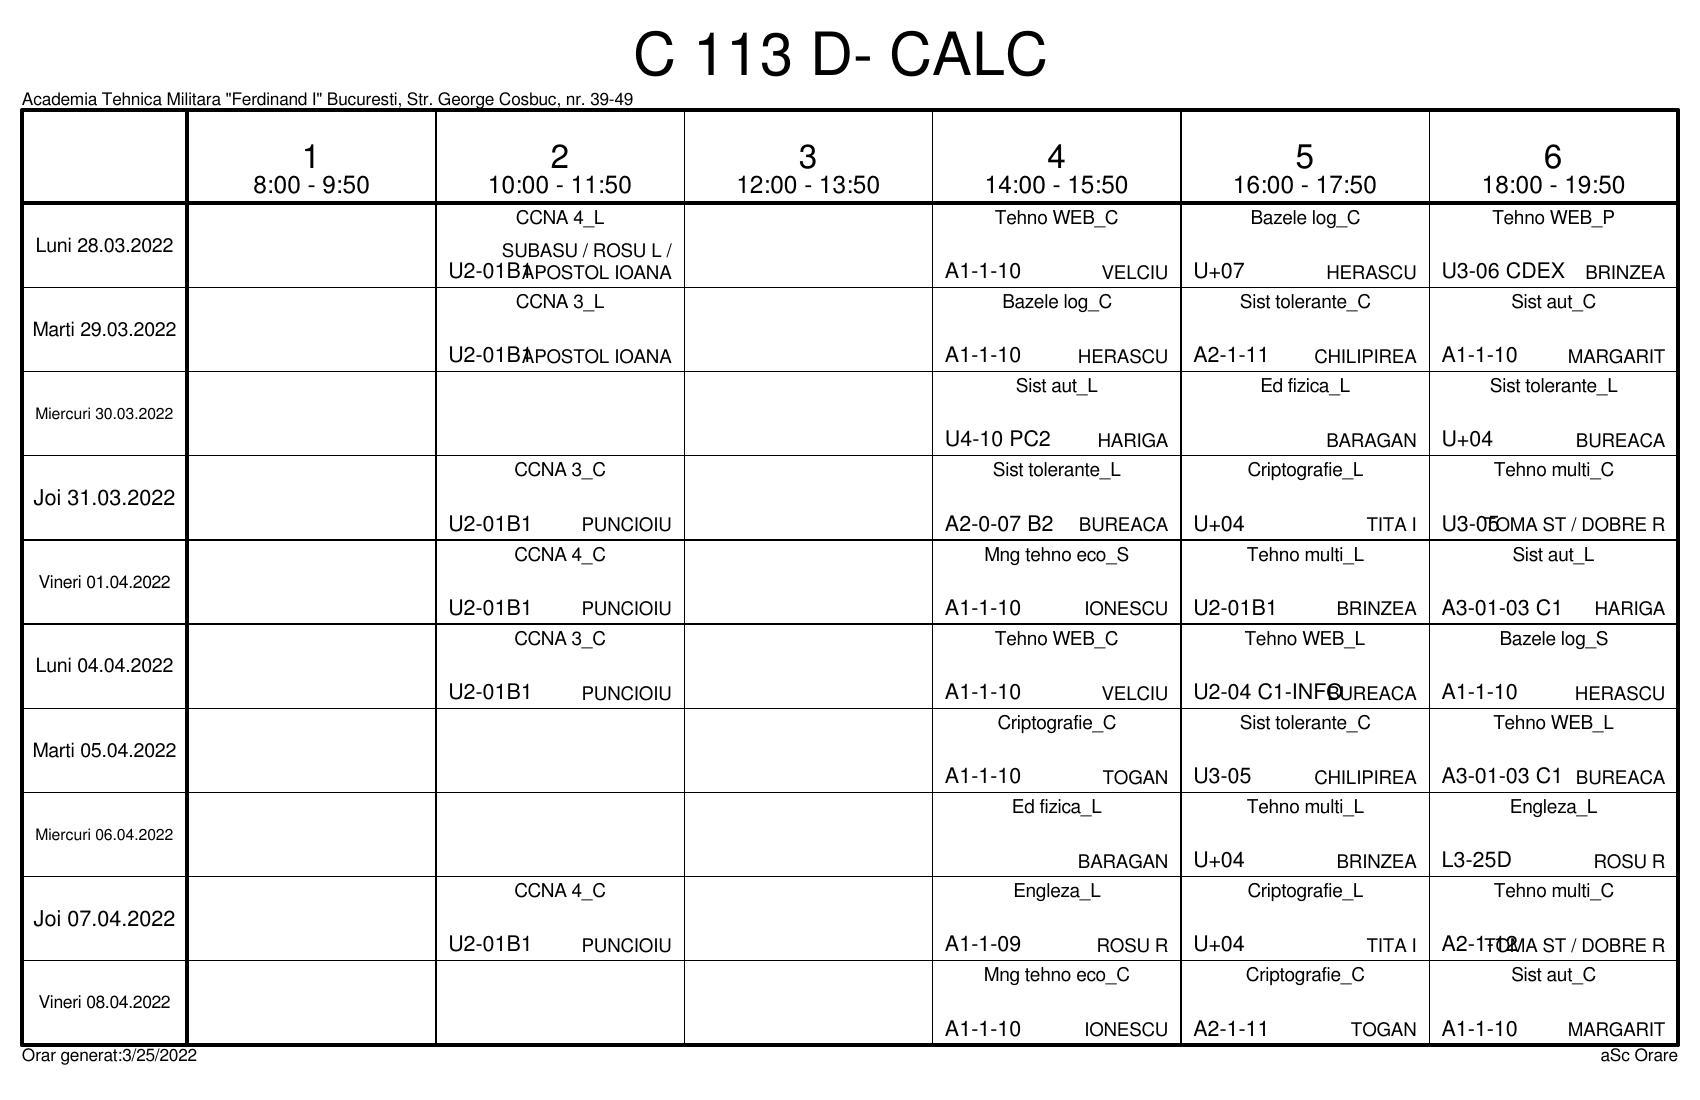 C 113 D- CALC
Academia Tehnica Militara "Ferdinand I" Bucuresti, Str. George Cosbuc, nr. 39-49
1 2 3 4 5 6
8:00 - 9:50 10:00 - 11:50 12:00 - 13:50 14:00 - 15:50 16:00 - 17:50 18:00 - 19:50
Luni 28.03.2022
CCNA 4_L
SUBASU / ROSU L /
U2-01B1 APOSTOL IOANA
Tehno WEB_C
A1-1-10 VELCIU
Bazele log_C
U+07 HERASCU
Tehno WEB_P
U3-06 CDEX BRINZEA
Marti 29.03.2022
CCNA 3_L
U2-01B1 APOSTOL IOANA
Bazele log_C
A1-1-10 HERASCU
Sist tolerante_C
A2-1-11 CHILIPIREA
Sist aut_C
A1-1-10 MARGARIT
Miercuri 30.03.2022
Sist aut_L
U4-10 PC2 HARIGA
Ed fizica_L
BARAGAN
Sist tolerante_L
U+04 BUREACA
Joi 31.03.2022
CCNA 3_C
U2-01B1 PUNCIOIU
Sist tolerante_L
A2-0-07 B2 BUREACA
Criptografie_L
U+04 TITA I
Tehno multi_C
U3-05 TOMA ST / DOBRE R
Vineri 01.04.2022
CCNA 4_C
U2-01B1 PUNCIOIU
Mng tehno eco_S
A1-1-10 IONESCU
Tehno multi_L
U2-01B1 BRINZEA
Sist aut_L
A3-01-03 C1 HARIGA
Luni 04.04.2022
CCNA 3_C
U2-01B1 PUNCIOIU
Tehno WEB_C
A1-1-10 VELCIU
Tehno WEB_L
U2-04 C1-INFO BUREACA
Bazele log_S
A1-1-10 HERASCU
Marti 05.04.2022
Criptografie_C
A1-1-10 TOGAN
Sist tolerante_C
U3-05 CHILIPIREA
Tehno WEB_L
A3-01-03 C1 BUREACA
Miercuri 06.04.2022
Ed fizica_L
BARAGAN
Tehno multi_L
U+04 BRINZEA
Engleza_L
L3-25D ROSU R
Joi 07.04.2022
CCNA 4_C
U2-01B1 PUNCIOIU
Engleza_L
A1-1-09 ROSU R
Criptografie_L
U+04 TITA I
Tehno multi_C
A2-1-12 TOMA ST / DOBRE R
Vineri 08.04.2022
Mng tehno eco_C
A1-1-10 IONESCU
Criptografie_C
A2-1-11 TOGAN
Sist aut_C
A1-1-10 MARGARIT
Orar generat:3/25/2022 aSc Orare